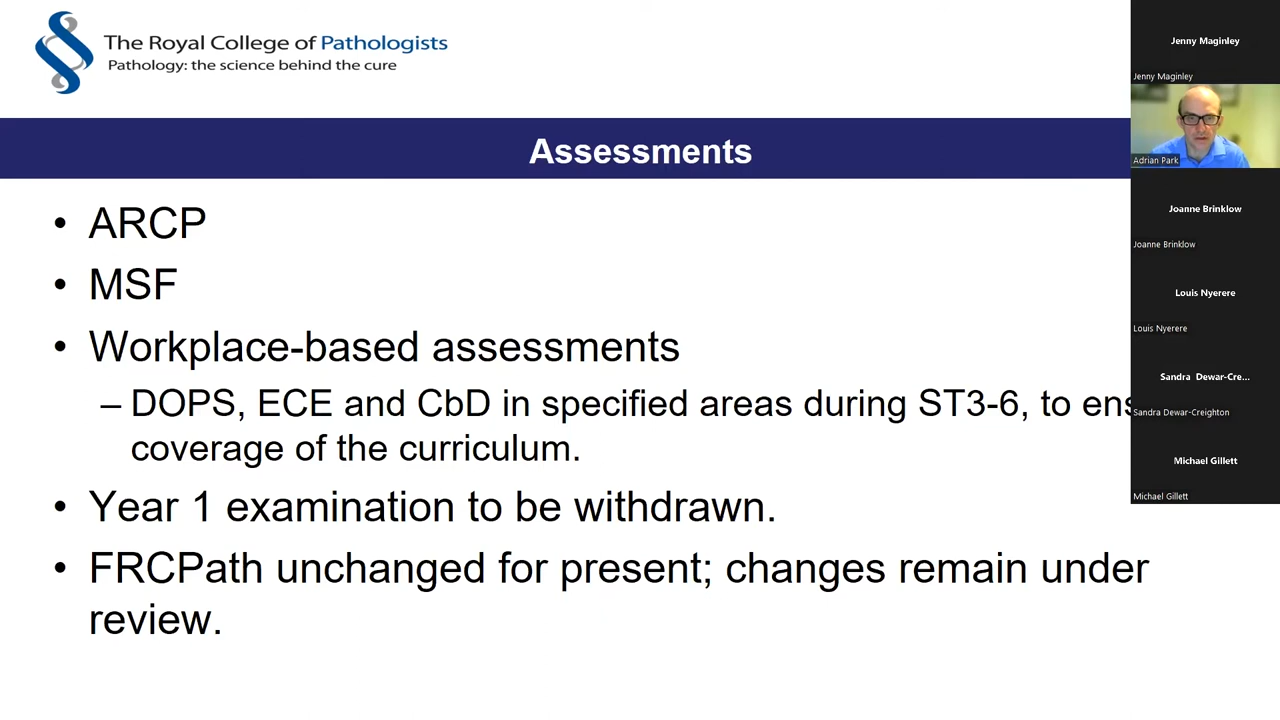 The Royal College of Pathologists
Pathology: the science behind the cure
Assessments
• ARCP
• MSF
• Workplace-based assessments
– DOPS, ECE and CbD in specified areas during ST3-6, to ens
coverage of the curriculum.
• Year 1 examination to be withdrawn.
• FRCPath unchanged for present; changes remain under
review.
Jenny Maginley
Jenny Maginley
Adrian Park
Joanne Brinklow
Joanne Brinklow
Louis Nyerere
Louis Nyerere
Sandra Dewar-Cre...
Sandra Dewar-Creighton
Michael Gillett
Michael Gillett